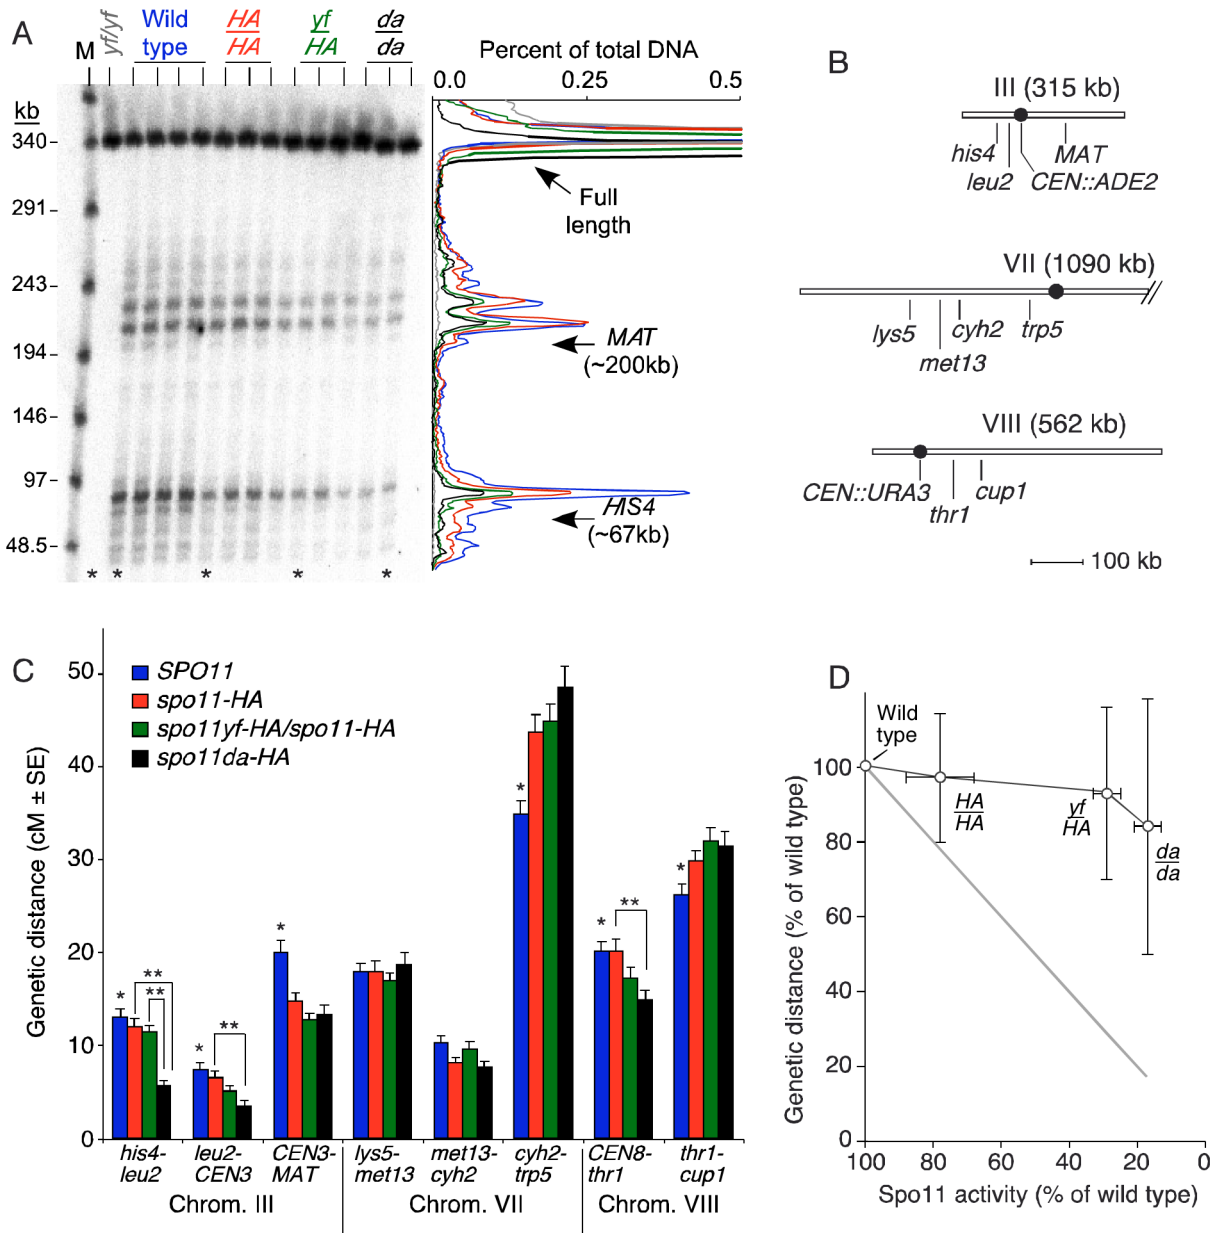 A
M
yf/yf
Wild
type
HA
HA
yf
HA
da
da
kb
340
291
243
194
146
97
48.5
* * * * *
Percent of total DNA
0.0 0.25 0.5
Full
length
MAT
(~200kb)
HIS4
(~67kb)
B
III (315 kb)
his4 MAT
leu2 CEN::ADE2
VII (1090 kb)
lys5 cyh2 trp5
met13
VIII (562 kb)
CEN::URA3 cup1
thr1
100 kb
C
SPO11
spo11-HA
spo11yf-HA/spo11-HA
spo11da-HA
Genetic distance (cM ± SE)
50
40
30
20
10
0
* ** **
* **
*
*
* **
*
his4-
leu2
leu2-
CEN3
CEN3-
MAT
lys5-
met13
met13-
cyh2
cyh2-
trp5
CEN8-
thr1
thr1-
cup1
Chrom. III Chrom. VII Chrom. VIII
D
Wild
type
HA
HA
yf
HA
da
da
Genetic distance (% of wild type)
100
80
60
40
20
0
100 80 60 40 20 0
Spo11 activity (% of wild type)